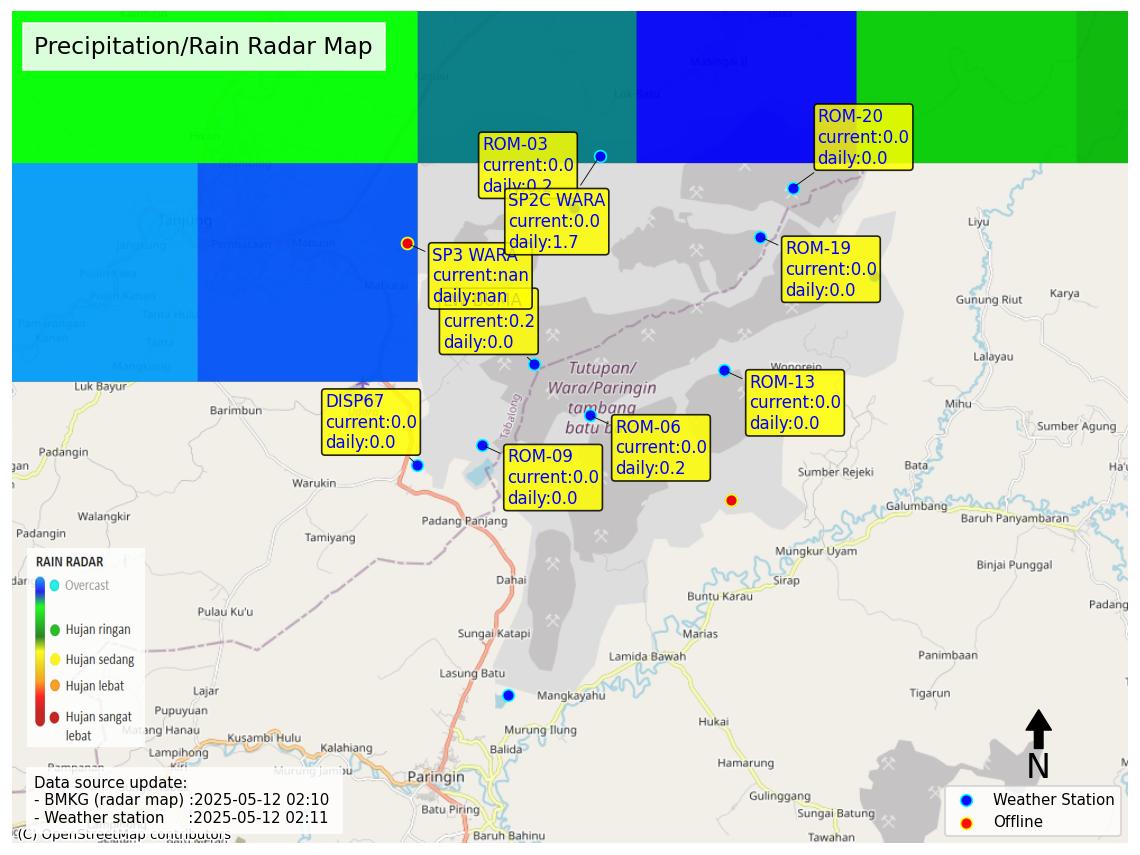 Precipitation/Rain Radar Map
ROM-20
current:0.0
daily:0.0
ROM-03
current:0.0
daily:0.2
SP2C WARA
current:0.0
daily:1.7
ROM-19
current:0.0
daily:0.0
SP3 WARA
current:nan
daily:nan
current:0.2
daily:0.0
Tanjung
Mabuun
Liyu
Gunung Riut
Karya
Lalayau
Wonorejo
Tutupan/
Wara/Paringin
tambang
batu
ROM-13
current:0.0
daily:0.0
DISP67
current:0.0
daily:0.0
ROM-06
current:0.0
daily:0.2
ROM-09
current:0.0
daily:0.0
Tabalong
Luk Bayur
Barimbun
Mihu
Sumber Agung
Padangin
Warukin
Sumber Rejeki
Bata
Galumbang
Baruh Panyambaran
Walangkir
Padangin
Tamiyang
Padang Panjang
Mungkur Uyam
Binjai Punggal
Dahai
Sirap
Buntu Karau
Padang
Pulau Ku'u
Sungai Katapi
Marias
Lamida Bawah
Panimbaan
Lasung Batu
Mangkayahu
Tigarun
Lajar
Pupuyuan
Matang Hanau
Lampihong
Kusambi Hulu
Kalahiang
Murung Ilung
Balida
Hukai
Hamarung
Murung Jambu
Paringin
Batu Piring
Gulinggang
Sungai Batung
Baruh Bahinu
Tawahan
RAIN RADAR
Overcast
Hujan ringan
Hujan sedang
Hujan lebat
Hujan sangat
lebat
Data source update:
- BMKG (radar map) :2025-05-12 02:10
- Weather station :2025-05-12 02:11
(C) OpenStreetMap contributors
N
Weather Station
Offline